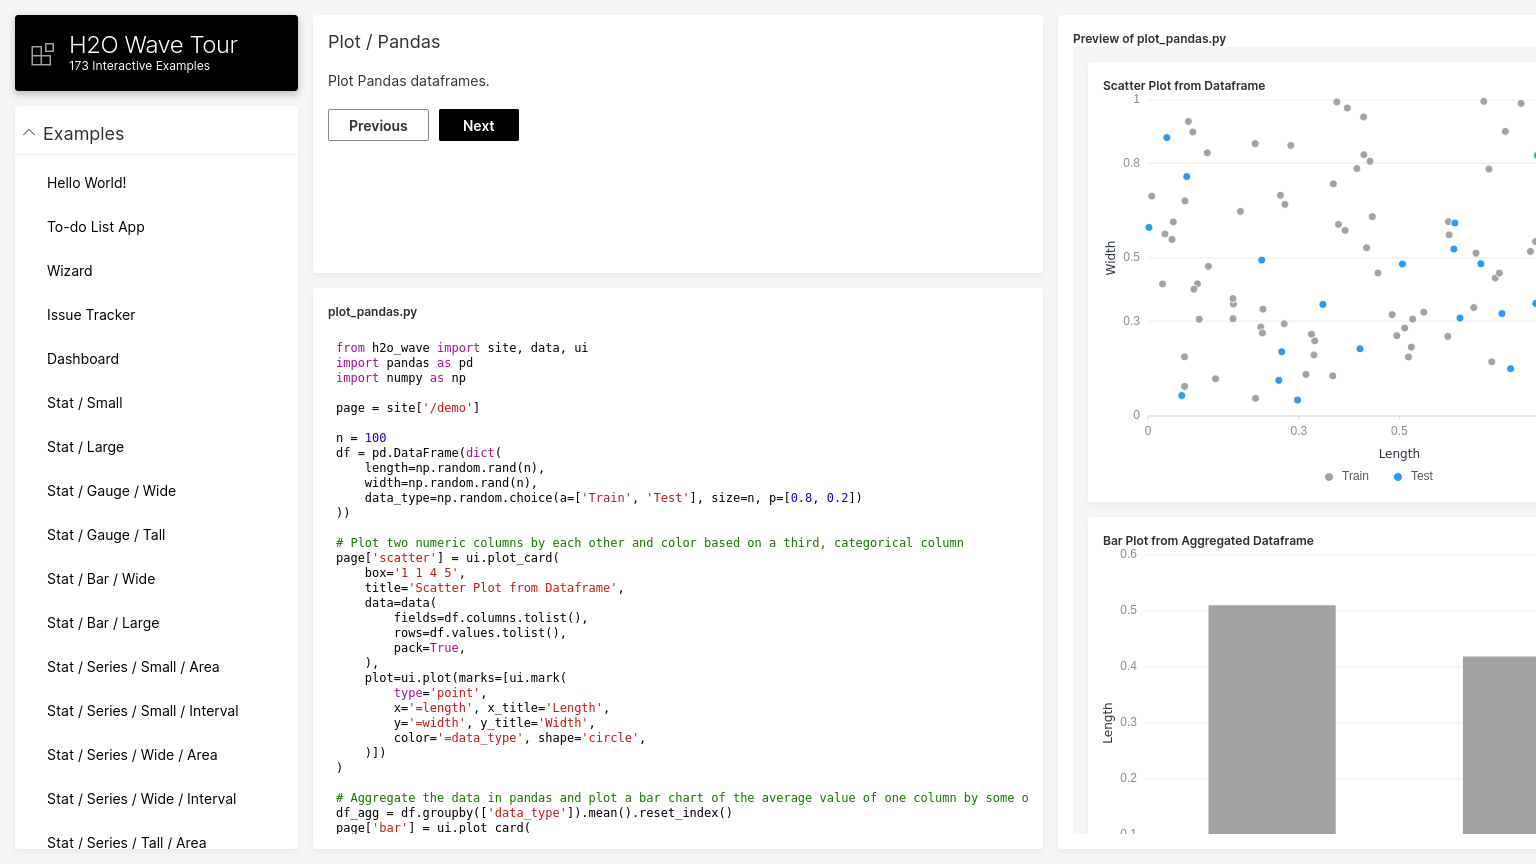 H2O Wave Tour
173 Interactive Examples
Examples
Hello World!
To-do List App
Wizard
Issue Tracker
Dashboard
Stat / Small
Stat / Large
Stat / Gauge / Wide
Stat / Gauge / Tall
Stat / Bar / Wide
Stat / Bar / Large
Stat / Series / Small / Area
Stat / Series / Small / Interval
Stat / Series / Wide / Area
Stat / Series / Wide / Interval
Stat / Series / Tall / Area
Plot / Pandas
Plot Pandas dataframes.
Previous
Next
plot_pandas.py
from h2o_wave import site, data, ui
import pandas as pd
import numpy as np
page = site['/demo']
n = 100
df = pd.DataFrame(dict(
    length=np.random.rand(n),
    width=np.random.rand(n),
    data_type=np.random.choice(a=['Train', 'Test'], size=n, p=[0.8, 0.2])
))
# Plot two numeric columns by each other and color based on a third, categorical column
page['scatter'] = ui.plot_card(
    box='1 1 4 5',
    title='Scatter Plot from Dataframe',
    data=data(
        fields=df.columns.tolist(),
        rows=df.values.tolist(),
        pack=True,
    ),
    plot=ui.plot(marks=[ui.mark(
        type='point',
        x='=length', x_title='Length',
        y='=width', y_title='Width',
        color='=data_type', shape='circle',
    )])
)
# Aggregate the data in pandas and plot a bar chart of the average value of one column by some o
df_agg = df.groupby(['data_type']).mean().reset_index()
page['bar'] = ui.plot_card(
Preview of plot_pandas.py
Scatter Plot from Dataframe
1
0.8
0.5
0.3
0
Width
0
0.3
0.5
Length
Train
Test
Bar Plot from Aggregated Dataframe
0.6
0.5
0.4
0.3
0.2
0.1
Length